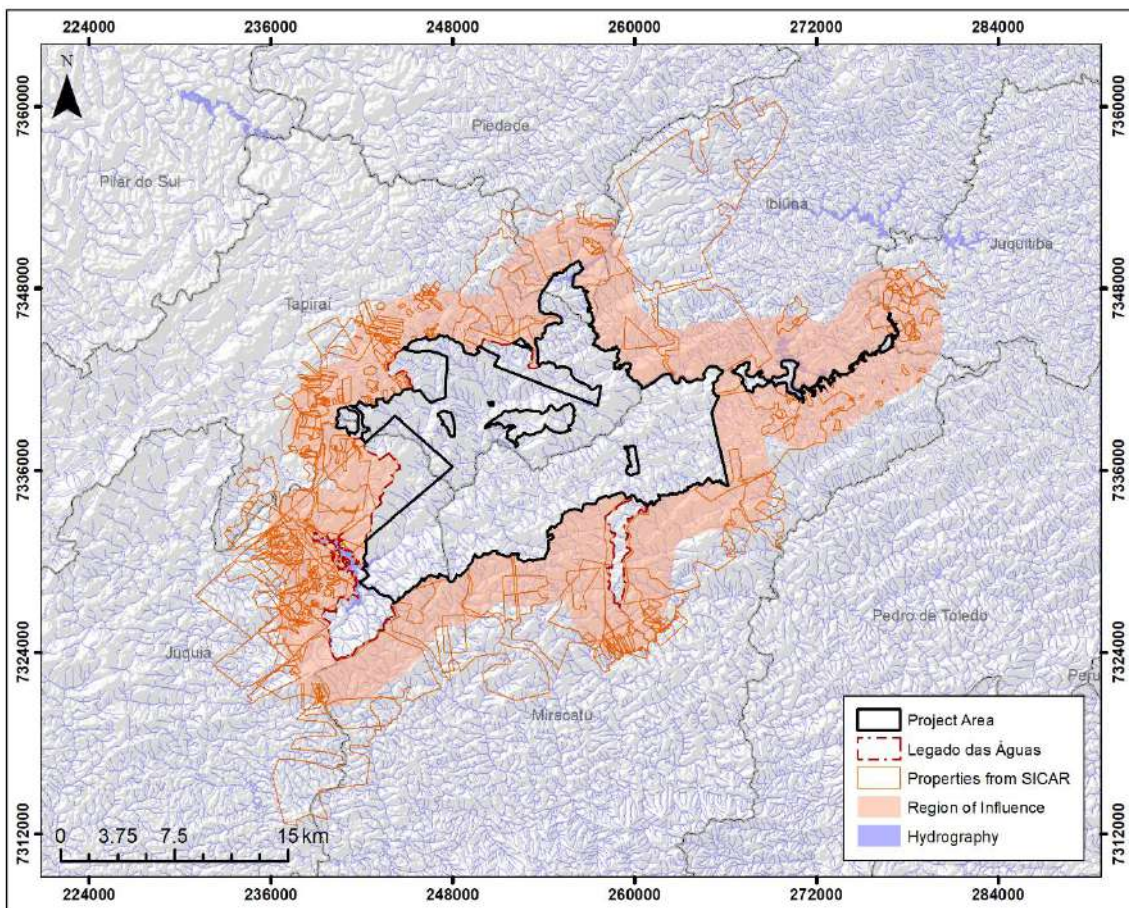 224000 236000 248000 260000 272000 284000
N
7360000 7360000
Piedade
Pilar do Sul
Ibiúna
Juquitiba
7348000 7348000
Tapiraí
7336000 7336000
Pedro de Toledo
7324000 7324000
Juquiá
Peru
Miracatu
Project Area
Legado das Águas
Properties from SICAR
Region of Influence
Hydrography
7312000 7312000
0 3.75 7.5 15 km
224000 236000 248000 260000 272000 284000